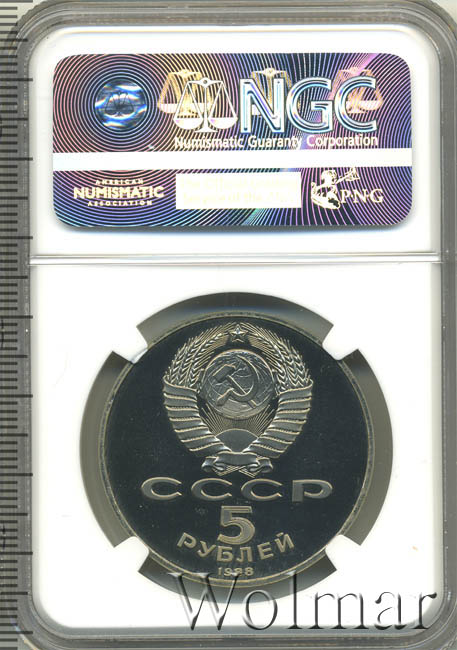 NGC
Numismatic Guaranty Corporation
AMERICAN
NUMISMATIC
ASSOCIATION
PNG
СССР
5
РУБЛЕЙ
1988
Wolmar